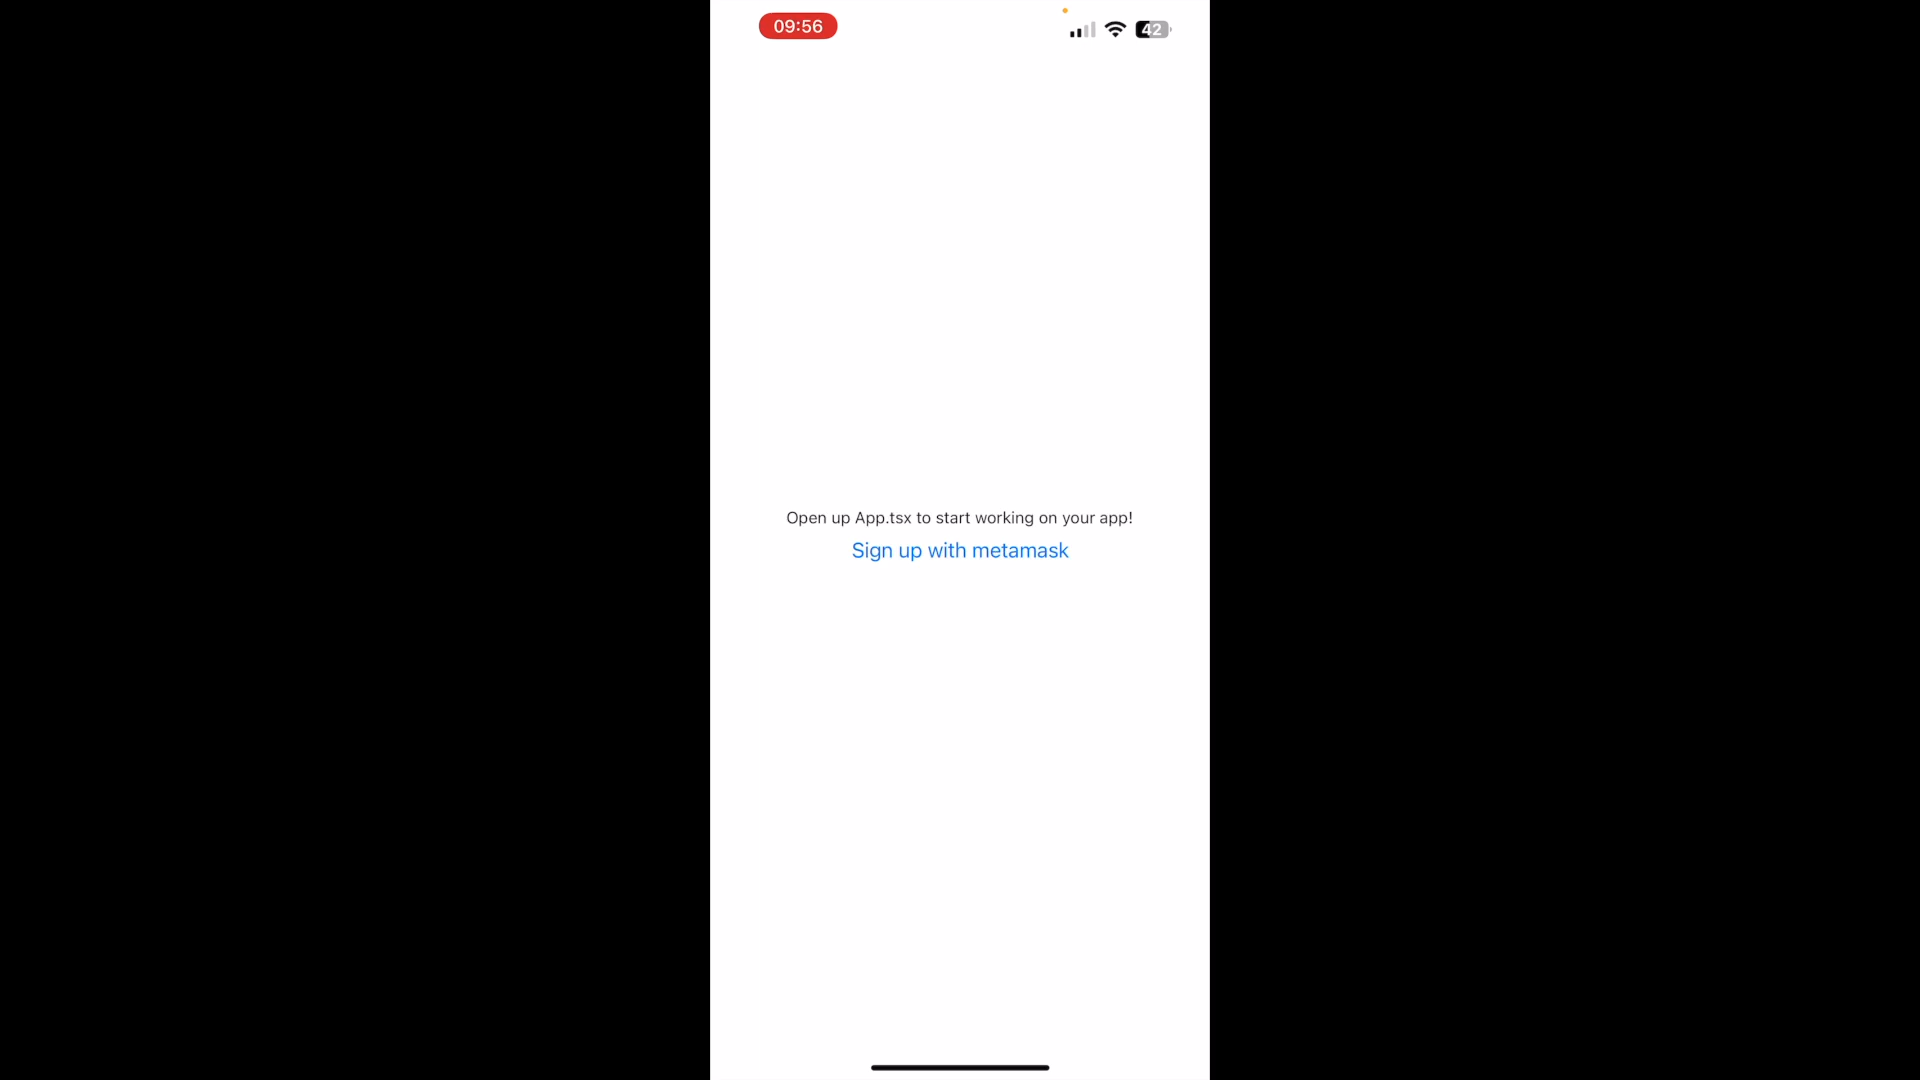 09:56
42
Open up App.tsx to start working on your app!
Sign up with metamask